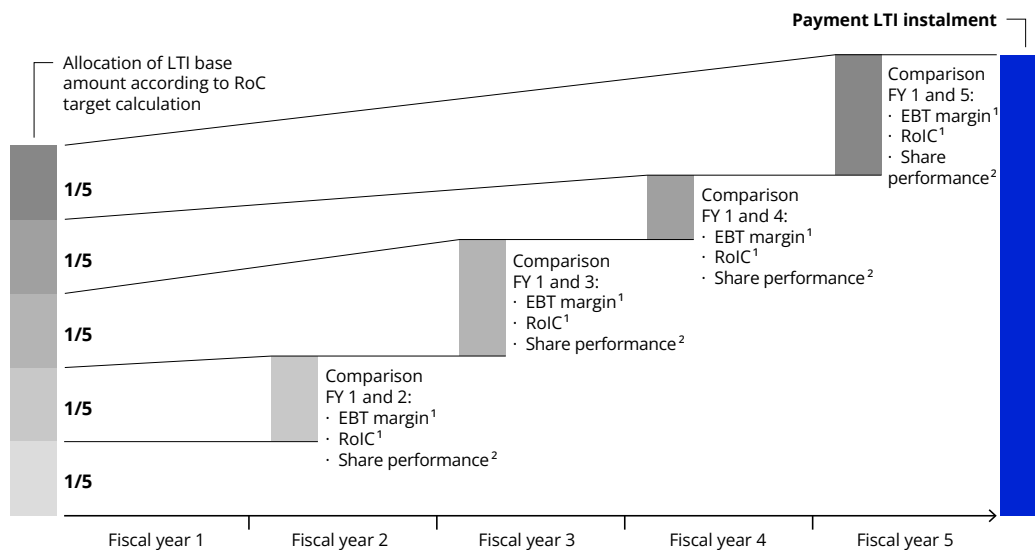 Payment LTI instalment
Allocation of LTI base
amount according to RoC
target calculation
Comparison
FY 1 and 5:
· EBT margin¹
· RoIC¹
· Share
performance²
1/5
Comparison
FY 1 and 4:
· EBT margin¹
· RoIC¹
· Share performance²
1/5
Comparison
FY 1 and 3:
· EBT margin¹
· RoIC¹
· Share performance²
1/5
Comparison
FY 1 and 2:
· EBT margin¹
· RoIC¹
· Share performance²
1/5
1/5
Fiscal year 1
Fiscal year 2
Fiscal year 3
Fiscal year 4
Fiscal year 5